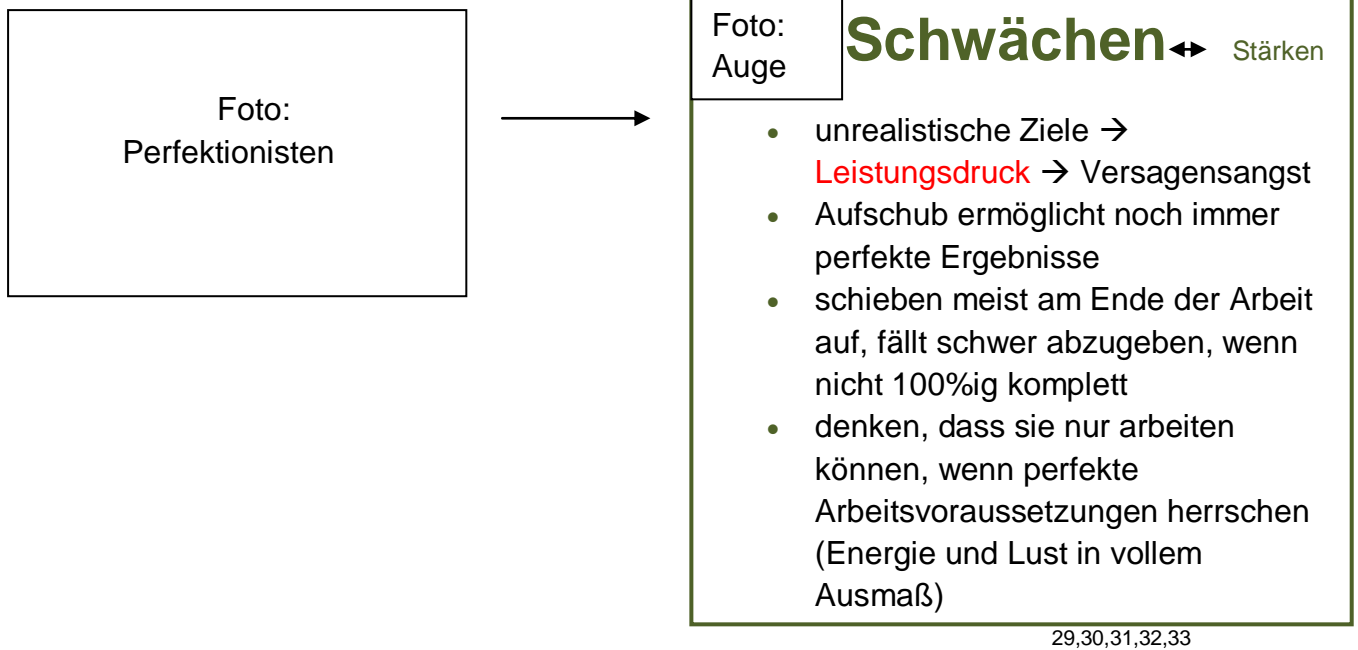 Foto:
Perfektionisten
Foto:
Auge
Schwächen ↔ Stärken
• unrealistische Ziele →
Leistungsdruck → Versagensangst
• Aufschub ermöglicht noch immer
perfekte Ergebnisse
• schieben meist am Ende der Arbeit
auf, fällt schwer abzugeben, wenn
nicht 100%ig komplett
• denken, dass sie nur arbeiten
können, wenn perfekte
Arbeitsvoraussetzungen herrschen
(Energie und Lust in vollem
Ausmaß)
29,30,31,32,33